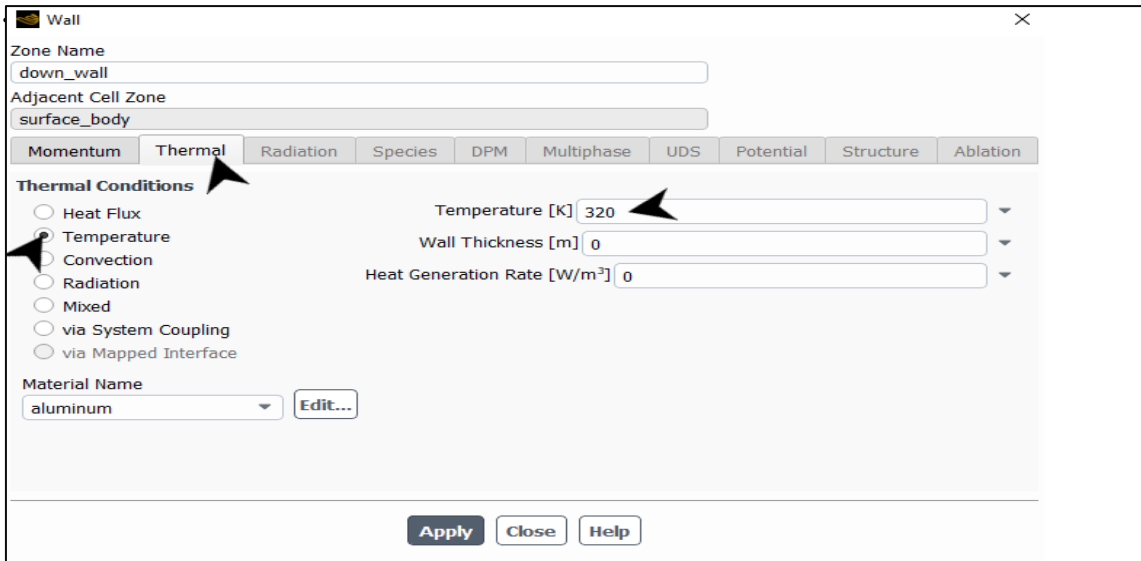 Wall
Zone Name
down_wall
Adjacent Cell Zone
surface_body
Momentum Thermal Radiation Species DPM Multiphase UDS Potential Structure Ablation
Thermal Conditions
Heat Flux
Temperature
Convection
Radiation
Mixed
via System Coupling
via Mapped Interface
Temperature [K] 320
Wall Thickness [m] 0
Heat Generation Rate [W/m³] 0
Material Name
aluminum Edit...
Apply Close Help